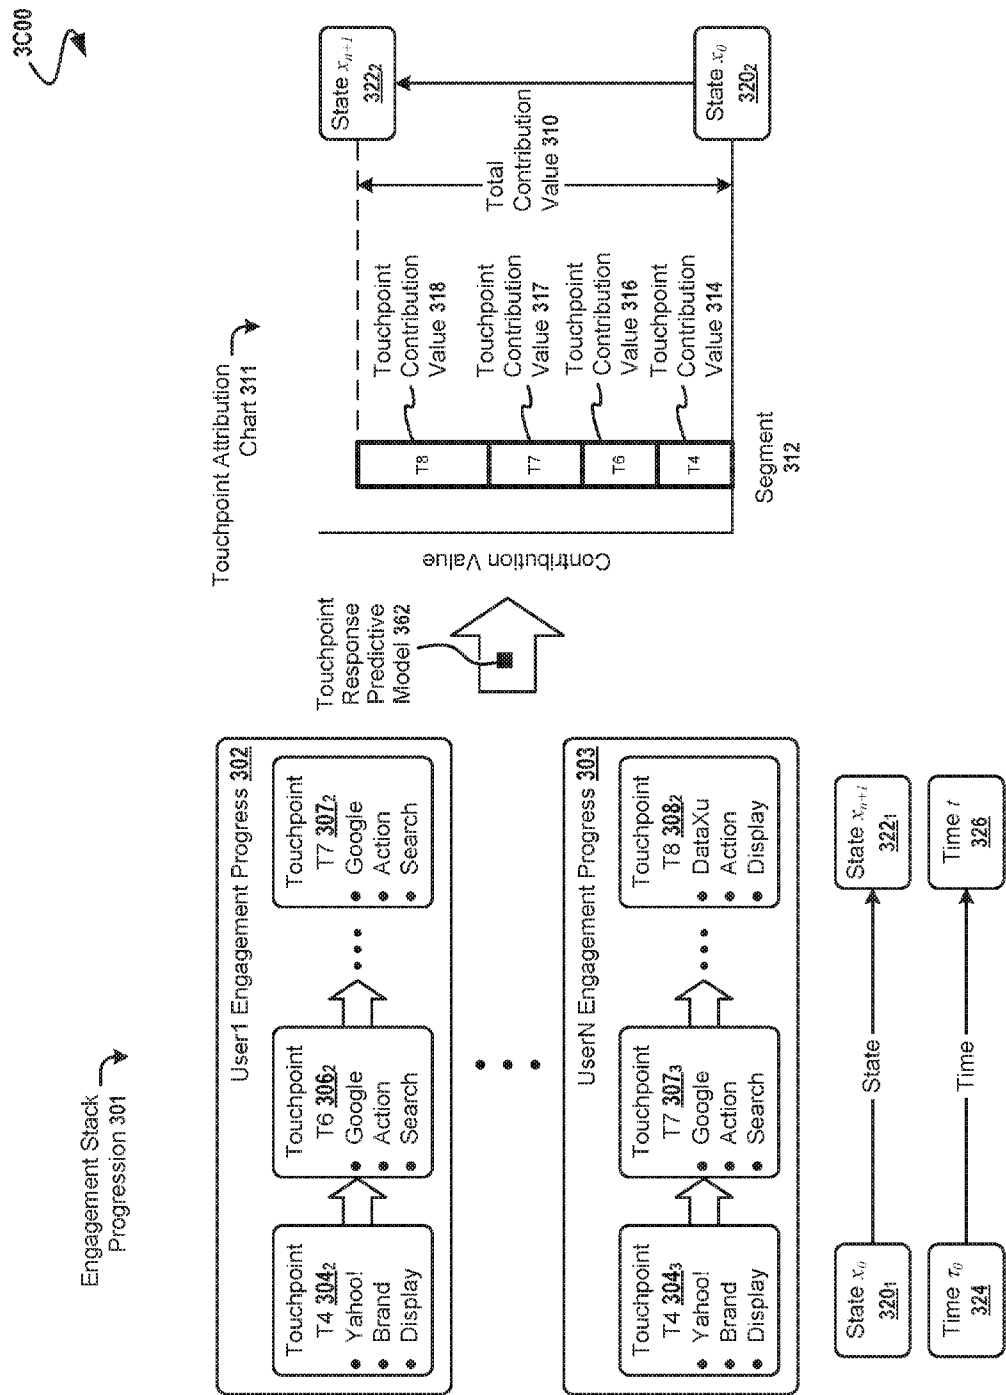 3C00
Engagement Stack
Progression 301
User1 Engagement Progress 302
Touchpoint
T4 304₂
• Yahoo!
• Brand
• Display
Touchpoint
T6 306₂
• Google
• Action
• Search
• • •
Touchpoint
T7 307₂
• Google
• Action
• Search
• • •
UserN Engagement Progress 303
Touchpoint
T4 304₃
• Yahoo!
• Brand
• Display
Touchpoint
T7 307₃
• Google
• Action
• Search
• • •
Touchpoint
T8 308₂
• DataXu
• Action
• Display
State x₀
320₁
State
State xₙ₊₁
322₁
Time τ₀
324
Time
Time t
326
Touchpoint
Response
Predictive
Model 362
Touchpoint Attribution
Chart 311
Contribution Value
T8
T7
T6
T4
Touchpoint
Contribution
Value 318
Touchpoint
Contribution
Value 317
Touchpoint
Contribution
Value 316
Touchpoint
Contribution
Value 314
Segment
312
Total
Contribution
Value 310
State xₙ₊₁
322₂
State x₀
320₂